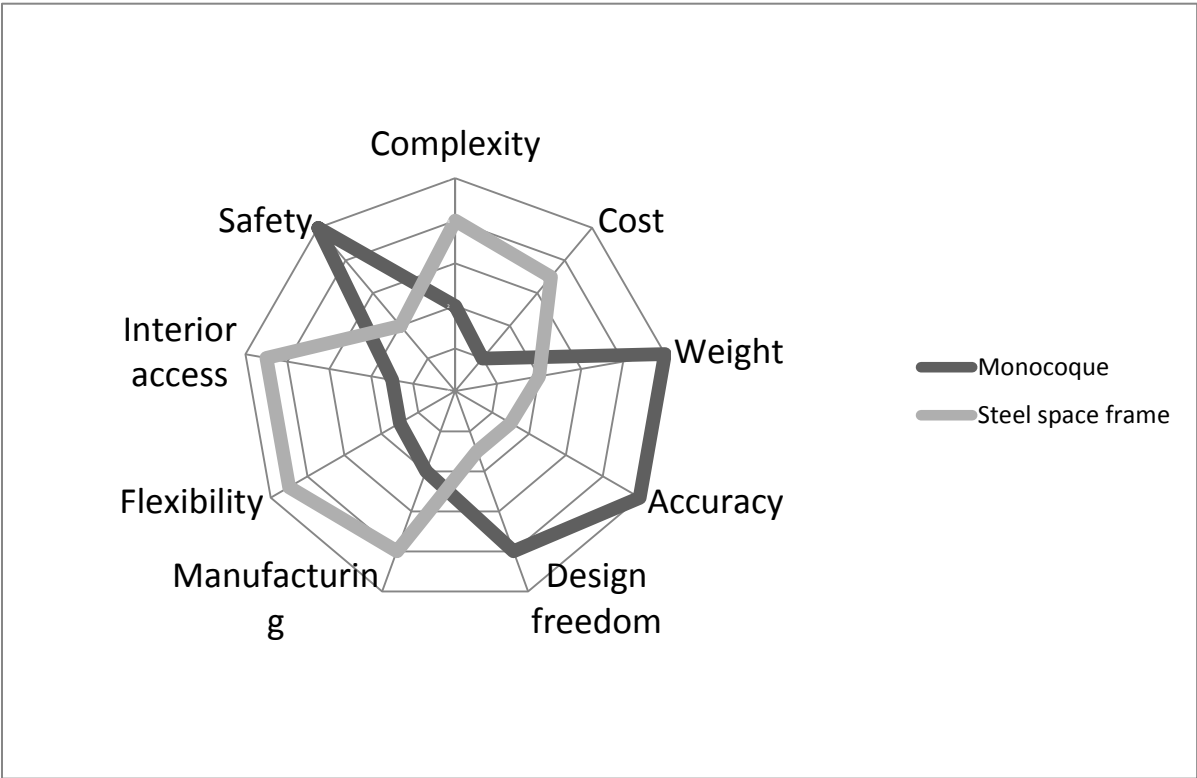 Complexity
Safety
Cost
Interior
access
Weight
Monocoque
Steel space frame
Flexibility
Accuracy
Manufacturin
g
Design
freedom